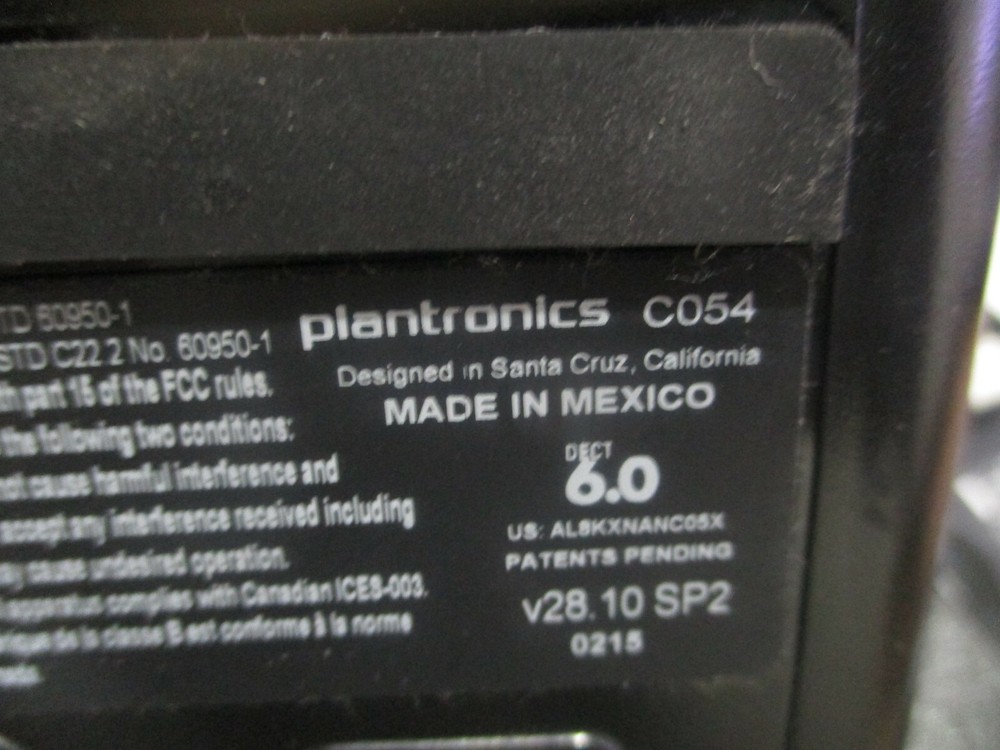 TD 60950-1
STD C22.2 No. 60950-1
th part 15 of the FCC rules.
the following two conditions:
not cause harmful interference and
accept any interference received including
cause undesired operation.
apparatus complies with Canadian ICES-003.
de la classe B est conforme à la norme
plantronics C054
Designed in Santa Cruz, California
MADE IN MEXICO
DECT
6.0
US: AL8KXNANC05X
PATENTS PENDING
v28.10 SP2
0215